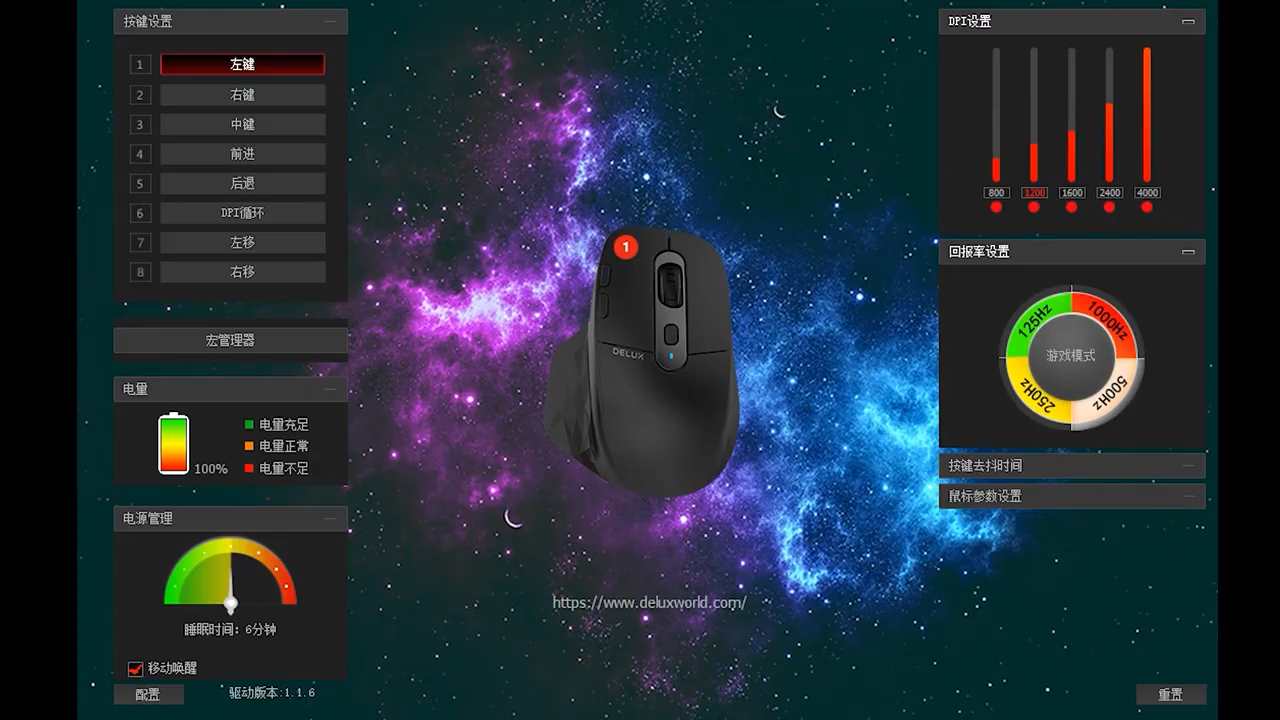 按键设置
1 左键
2 右键
3 中键
4 前进
5 后退
6 DPI循环
7 左移
8 右移
宏管理器
电量
100%
电量充足
电量正常
电量不足
电源管理
睡眠时间: 6分钟
移动唤醒
配置
驱动版本:1.1.6
1
DELUX
https://www.deluxworld.com/
DPI设置
800 1200 1600 2400 4000
回报率设置
125Hz
1000Hz
游戏模式
250Hz
500Hz
按键去抖时间
鼠标参数设置
重置